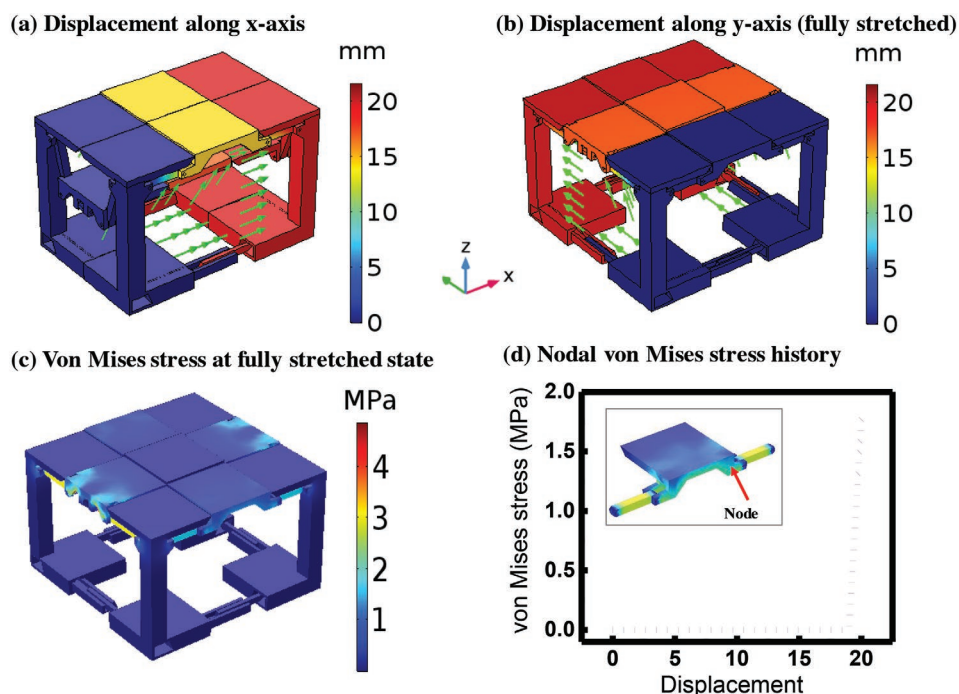 (a) Displacement along x-axis
mm
20
15
10
5
0
(b) Displacement along y-axis (fully stretched)
mm
20
15
10
5
0
z
x
(c) Von Mises stress at fully stretched state
MPa
4
3
2
1
(d) Nodal von Mises stress history
von Mises stress (MPa)
2.0
1.5
1.0
0.5
0.0
Node
0 5 10 15 20
Displacement